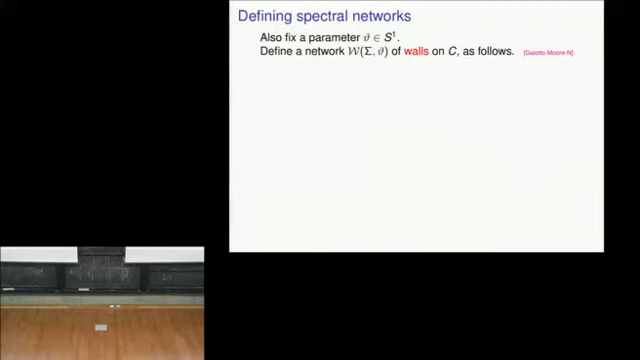 Defining spectral networks
Also fix a parameter ϑ ∈ S¹.
Define a network 𝒲(Σ, ϑ) of walls on C, as follows. [Gaiotto-Moore-N]